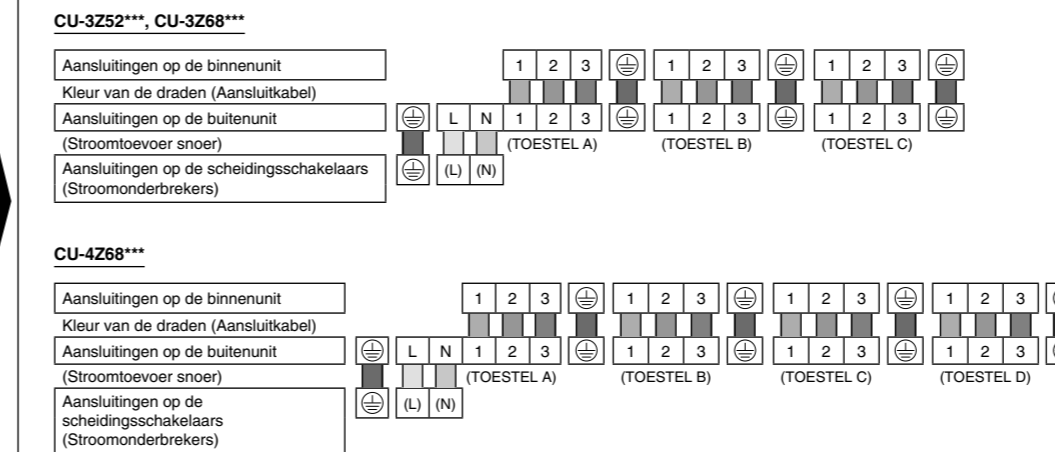 CU-3Z52***, CU-3Z68***
Aansluitingen op de binnenunit 1 2 3 1 2 3 1 2 3
Kleur van de draden (Aansluitkabel)
Aansluitingen op de buitenunit L N 1 2 3 1 2 3 1 2 3
(Stroomtoevoer snoer) (TOESTEL A) (TOESTEL B) (TOESTEL C)
Aansluitingen op de scheidingsschakelaars (L) (N)
(Stroomonderbrekers)
CU-4Z68***
Aansluitingen op de binnenunit 1 2 3 1 2 3 1 2 3 1 2 3
Kleur van de draden (Aansluitkabel)
Aansluitingen op de buitenunit L N 1 2 3 1 2 3 1 2 3 1 2 3
(Stroomtoevoer snoer) (TOESTEL A) (TOESTEL B) (TOESTEL C) (TOESTEL D)
Aansluitingen op de (L) (N)
scheidingsschakelaars
(Stroomonderbrekers)